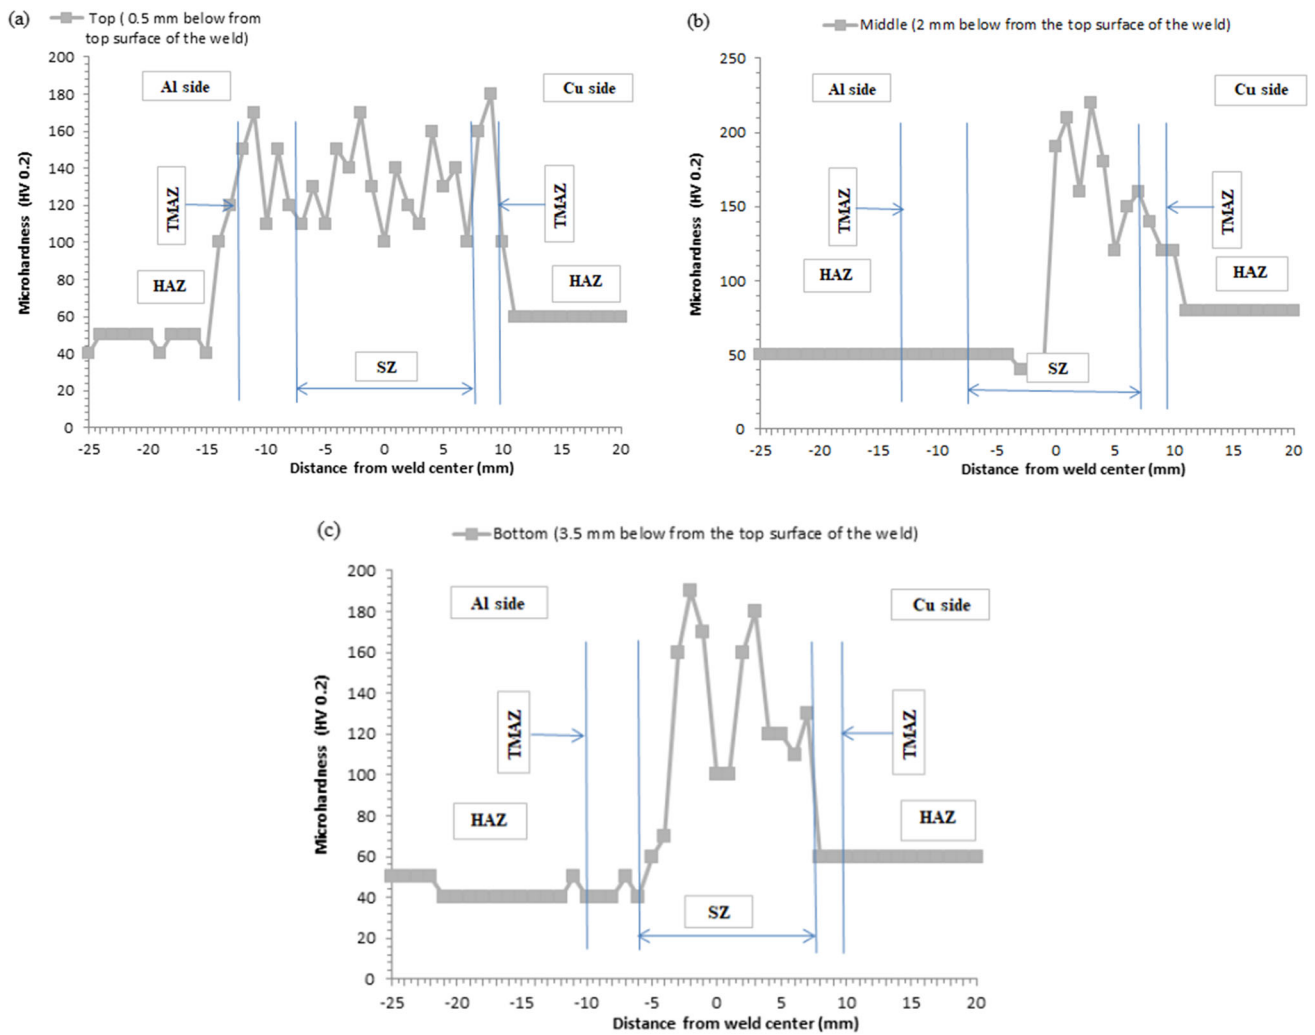 (a)
Top ( 0.5 mm below from
top surface of the weld)
200
180
160
140
120
100
80
60
40
20
0
Microhardness (HV 0.2)
Al side
Cu side
TMAZ
TMAZ
HAZ
HAZ
SZ
-25 -20 -15 -10 -5 0 5 10 15 20
Distance from weld center (mm)
(b)
Middle (2 mm below from the top surface of the weld)
250
200
150
100
50
0
Microhardness (HV 0.2)
Al side
Cu side
TMAZ
TMAZ
HAZ
HAZ
SZ
-25 -20 -15 -10 -5 0 5 10 15 20
Distance from weld center (mm)
(c)
Bottom (3.5 mm below from the top surface of the weld)
200
180
160
140
120
100
80
60
40
20
0
Microhardness (HV 0.2)
Al side
Cu side
TMAZ
TMAZ
HAZ
HAZ
SZ
-25 -20 -15 -10 -5 0 5 10 15 20
Distance from weld center (mm)